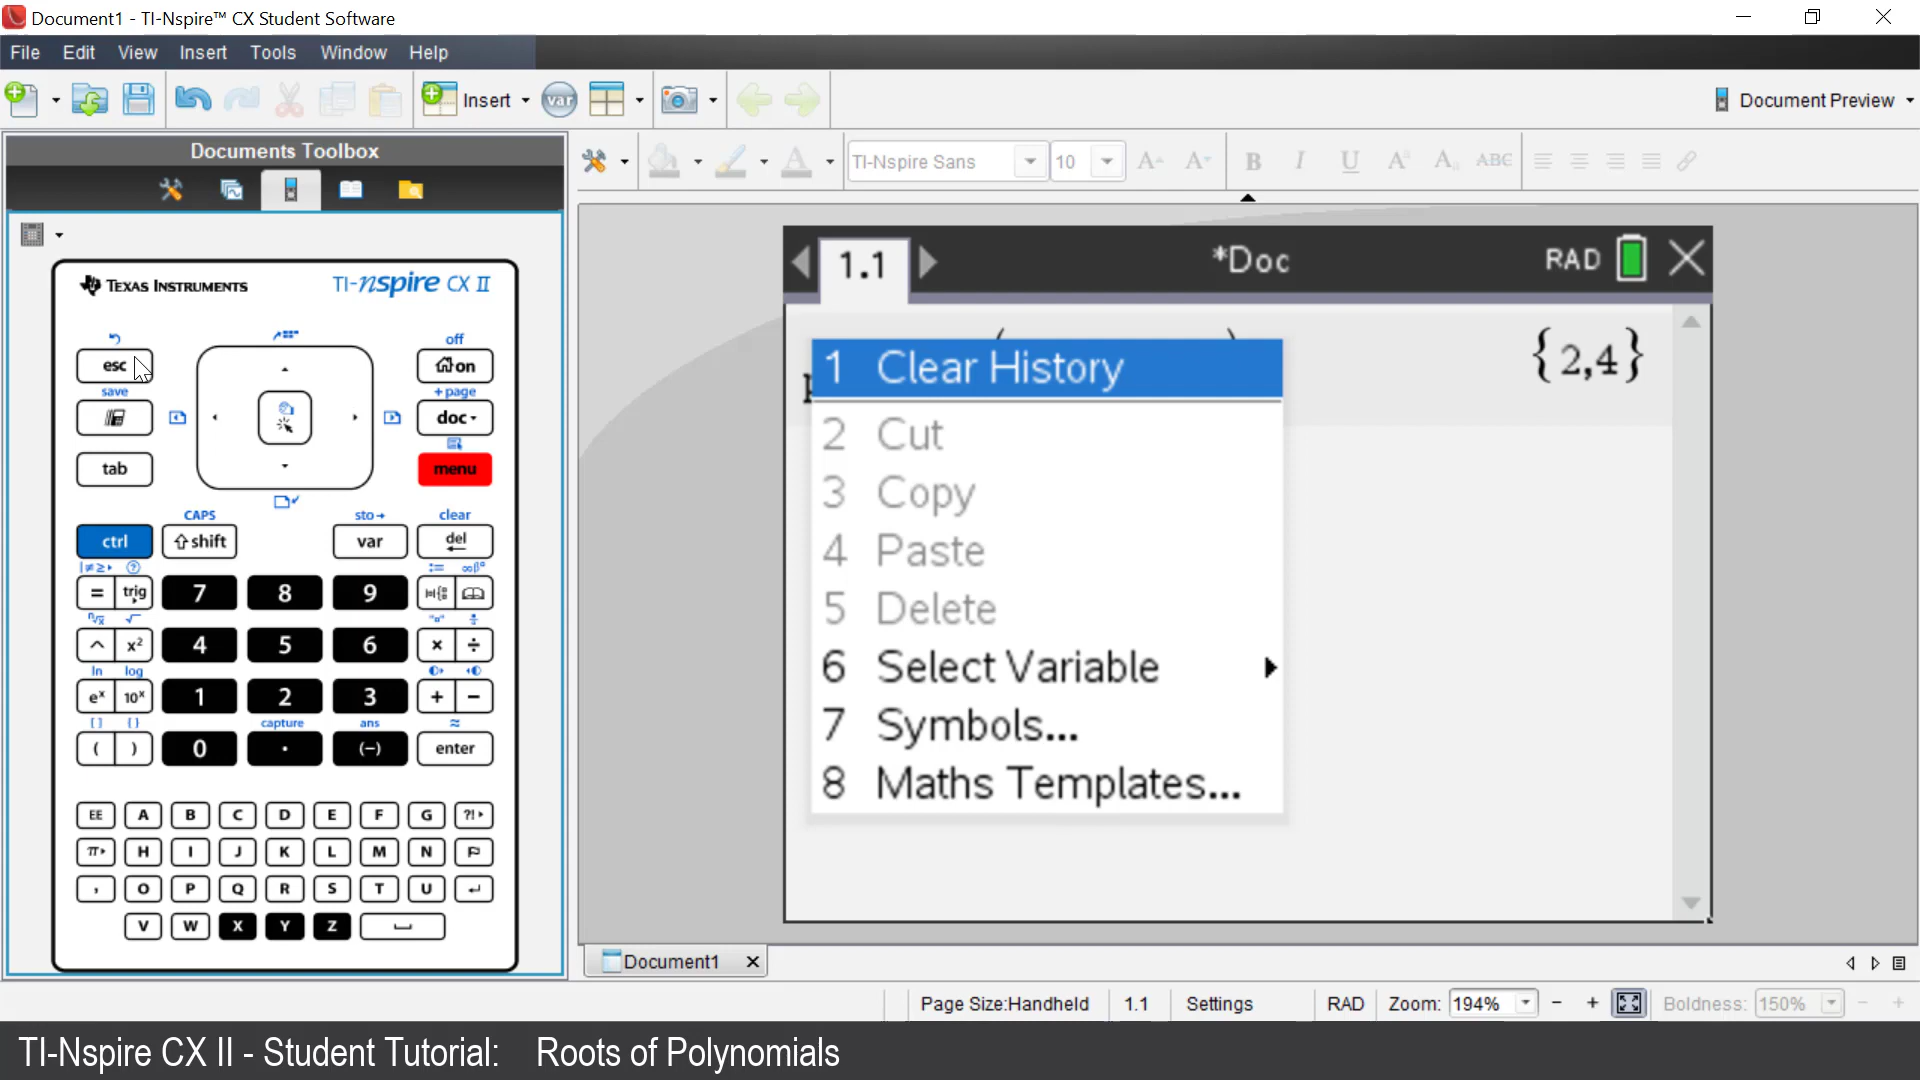 Document1 - TI-Nspire™ CX Student Software
File Edit View Insert Tools Window Help
Insert var Document Preview
Documents Toolbox
TI-Nspire Sans 10 A A B I U A A ABC
TEXAS INSTRUMENTS TI-nspire CX II
off
esc on
save +page
doc
tab menu
CAPS sto→ clear
ctrl shift var del
= trig 7 8 9
^ x² 4 5 6 × ÷
ln log
eˣ 10ˣ 1 2 3 + −
[] {} capture ans ≈
( ) 0 . (−) enter
EE A B C D E F G ?!▸
π▸ H I J K L M N
, O P Q R S T U
V W X Y Z
1.1 *Doc RAD
{2,4}
1 Clear History
2 Cut
3 Copy
4 Paste
5 Delete
6 Select Variable
7 Symbols...
8 Maths Templates...
Document1
Page Size:Handheld 1.1 Settings RAD Zoom: 194% − + Boldness: 150% − +
TI-Nspire CX II - Student Tutorial: Roots of Polynomials